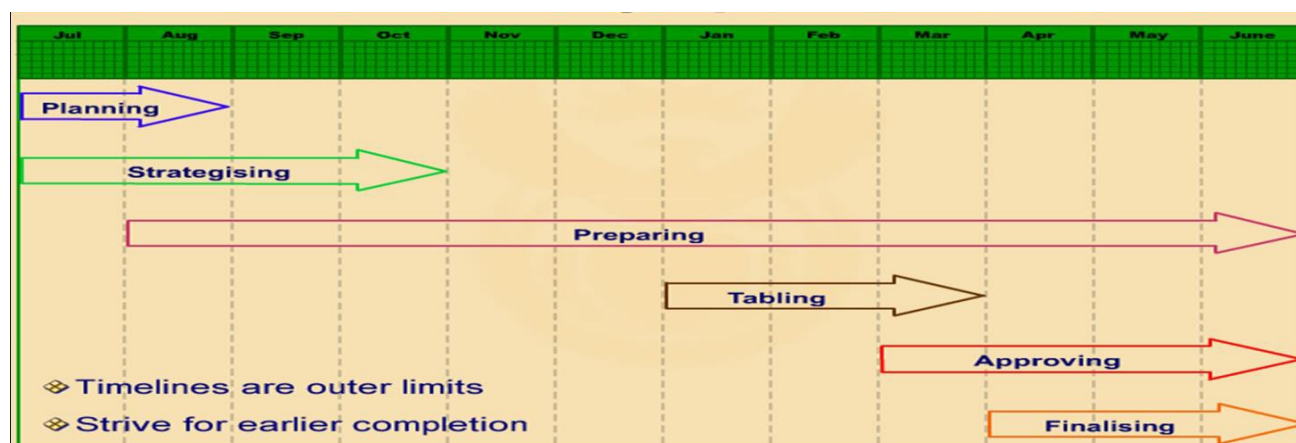 Jul Aug Sep Oct Nov Dec Jan Feb Mar Apr May June
Planning
Strategising
Preparing
Tabling
Approving
Timelines are outer limits
Strive for earlier completion
Finalising